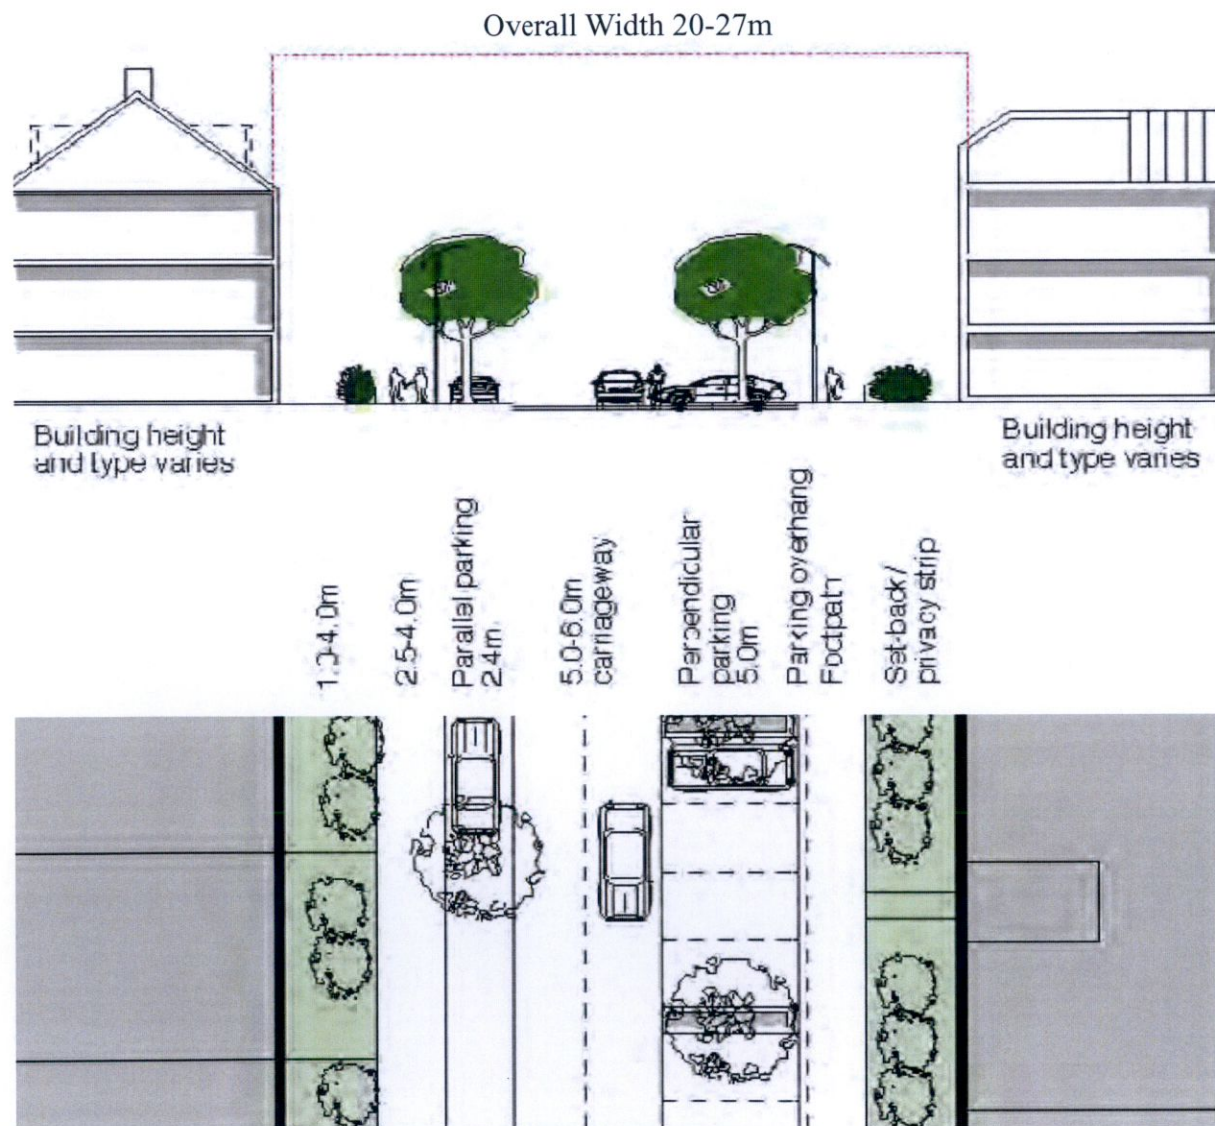 Overall Width 20-27m
Building height
and type varies
Building height
and type varies
1.0-4.0m
2.5-4.0m
Parallel parking
2.4m
5.0-6.0m
carriageway
Perpendicular
parking
5.0m
Parking overhang
Footpath
Set-back/
privacy strip